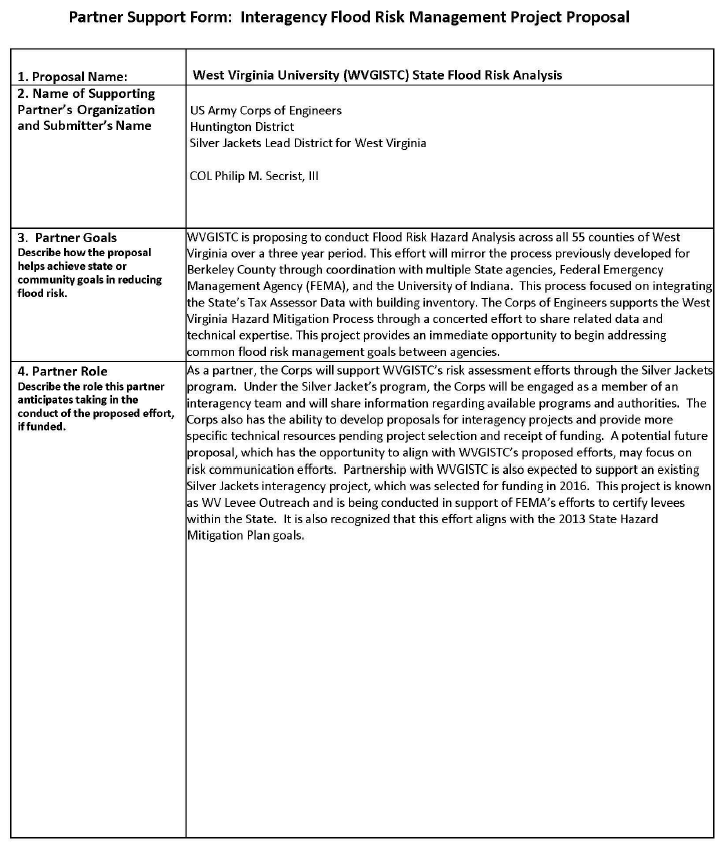 Partner Support Form:  Interagency Flood Risk Management Project Proposal
1. Proposal Name:
West Virginia University (WVGISTC) State Flood Risk Analysis
2. Name of Supporting
Partner's Organization
and Submitter's Name
US Army Corps of Engineers
Huntington District
Silver Jackets Lead District for West Virginia
COL Philip M. Secrist, III
3.  Partner Goals
Describe how the proposal
helps achieve state or
community goals in reducing
flood risk.
WVGISTC is proposing to conduct Flood Risk Hazard Analysis across all 55 counties of West
Virginia over a three year period. This effort will mirror the process previously developed for
Berkeley County through coordination with multiple State agencies, Federal Emergency
Management Agency (FEMA), and the University of Indiana.  This process focused on integrating
the State's Tax Assessor Data with building inventory. The Corps of Engineers supports the West
Virginia Hazard Mitigation Process through a concerted effort to share related data and
technical expertise. This project provides an immediate opportunity to begin addressing
common flood risk management goals between agencies.
4. Partner Role
Describe the role this partner
anticipates taking in the
conduct of the proposed effort,
if funded.
As a partner, the Corps will support WVGISTC's risk assessment efforts through the Silver Jackets
program.  Under the Silver Jacket's program, the Corps will be engaged as a member of an
interagency team and will share information regarding available programs and authorities.  The
Corps also has the ability to develop proposals for interagency projects and provide more
specific technical resources pending project selection and receipt of funding.  A potential future
proposal, which has the opportunity to align with WVGISTC's proposed efforts, may focus on
risk communication efforts.  Partnership with WVGISTC is also expected to support an existing
Silver Jackets interagency project, which was selected for funding in 2016.  This project is known
as WV Levee Outreach and is being conducted in support of FEMA's efforts to certify levees
within the State.  It is also recognized that this effort aligns with the 2013 State Hazard
Mitigation Plan goals.